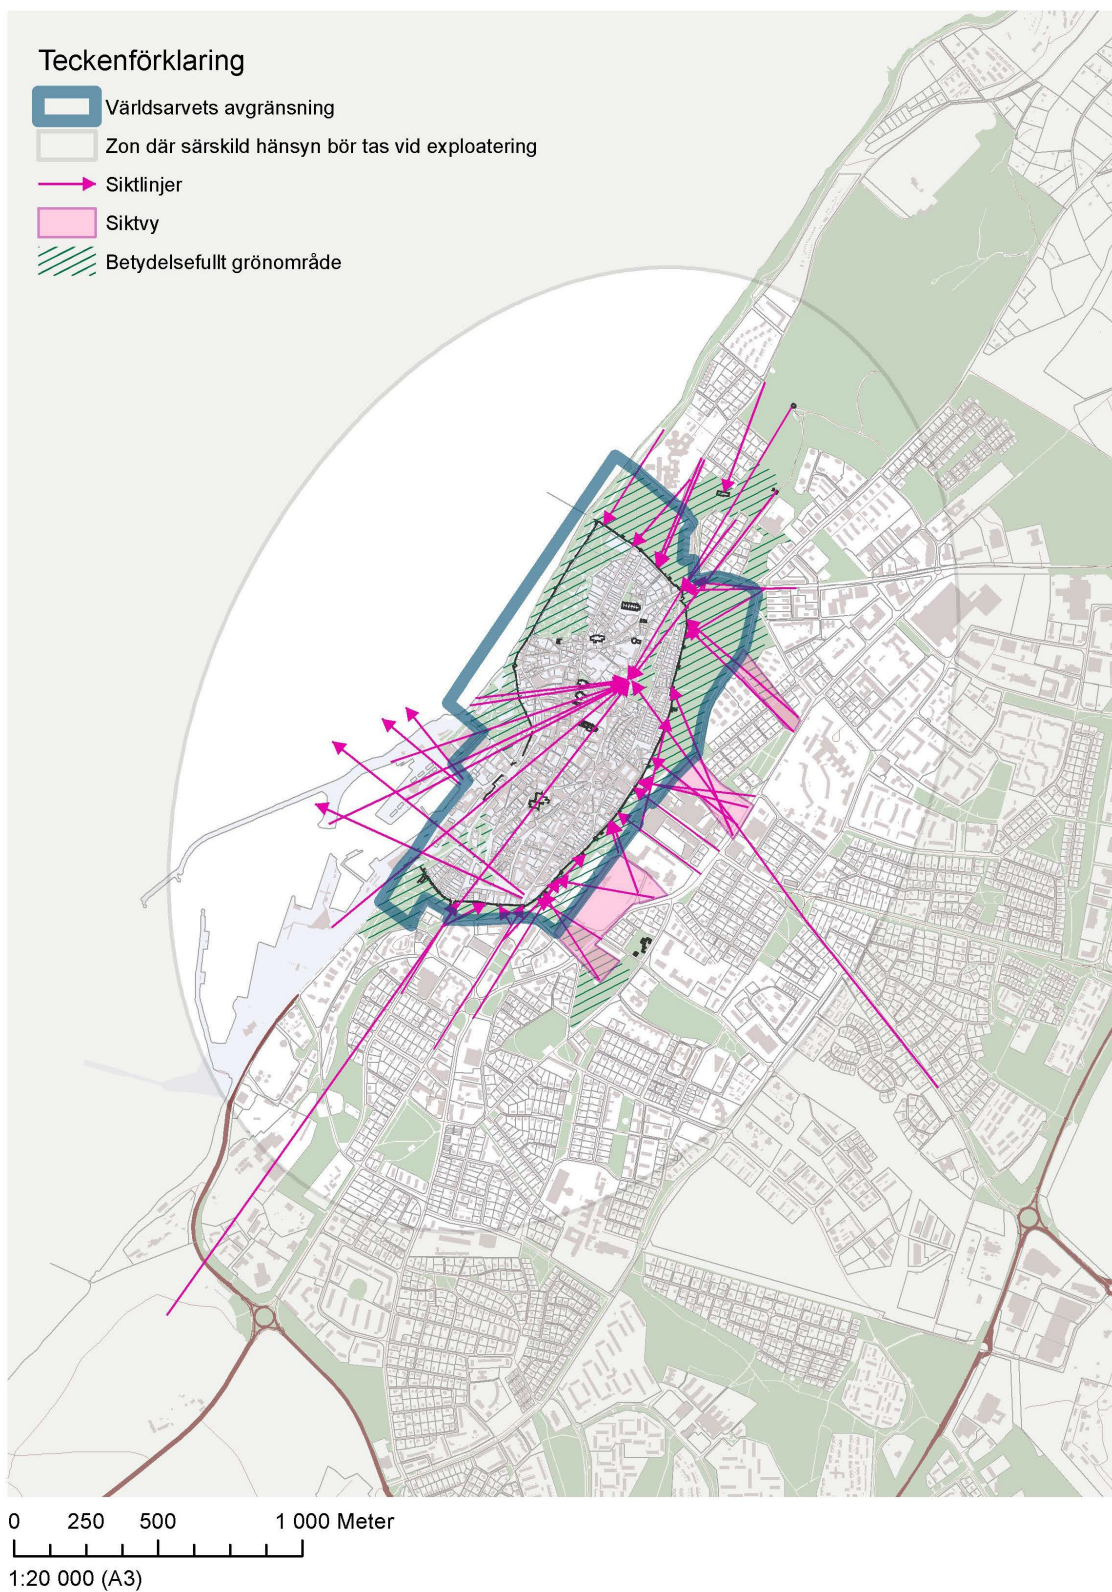 Teckenförklaring
Världsarvets avgränsning
Zon där särskild hänsyn bör tas vid exploatering
Siktlinjer
Siktvy
Betydelsefullt grönområde
0 250 500 1 000 Meter
1:20 000 (A3)